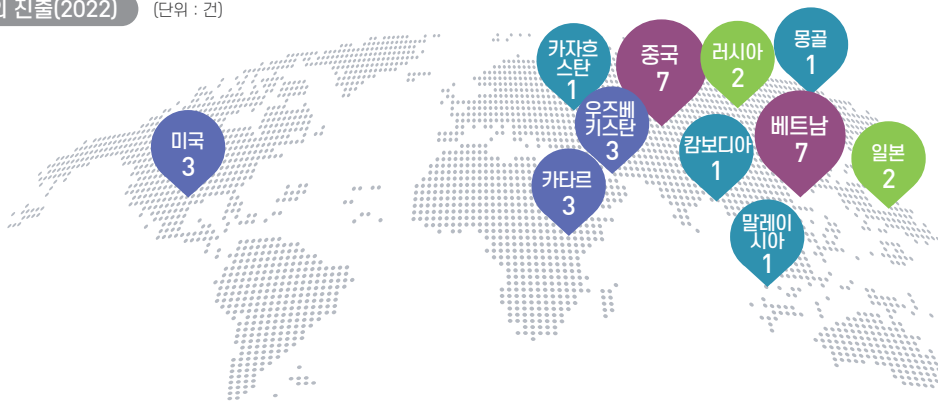 진출(2022)
(단위 : 건)
카자흐
스탄
1
중국
7
러시아
2
몽골
1
미국
3
우즈베
키스탄
3
캄보디아
1
베트남
7
일본
2
카타르
3
말레이
시아
1